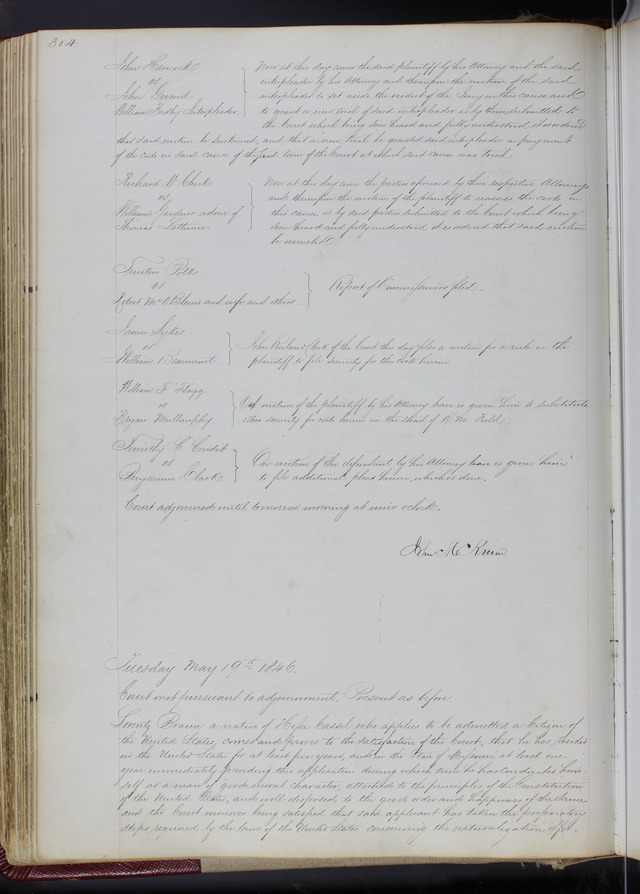 304
John Hancock
vs
John
William Easley Interpleader
Now at this day comes the said plaintiff by his Attorney and the said
interpleader by his Attorney and thereupon the motion of the said
interpleader to set aside the verdict of the Jury in this cause and
to grant a new trial of said interpleader is by them submitted to
the Court which being seen heard and fully understood, it is ordered
that said motion be sustained, and that a new trial be granted said interpleader on payment
of the costs in said cause of the last term of the Court at which said cause was tried.
Richard W. Cheek
vs
William Gardner admr of
Thomas
Now at this day come the parties aforesaid by their respective Attorneys
and thereupon the motion of the plaintiff to the costs in
this cause is by said parties submitted to the Court which being
seen heard and fully understood it is ordered that said motion
be overruled.
Trusten Polk
vs
Robert and wife and others
Report of Commissioners filed.
James Sykes
vs
William Beaumont
John Ruland Clerk of the Court this day files a motion for a rule on the
plaintiff to file security for the costs herein
William F. Flagg
vs
Bryan Mullanphy
On motion of the plaintiff by his Attorney leave is given him to substitute
other security for costs herein in the stead of R. M. Field
Timothy C.
vs
Benjamin Clark
On motion of the defendant by his Attorney leave is given him
to file additional pleas herein, which is done.
Court adjourned until tomorrow morning at nine o'clock.
John M. Krum
Tuesday May 19th 1846.
Court met pursuant to adjournment. Present as before.
Braun a native of Hesse Cassel who applies to be admitted a Citizen of
the United States, comes and proves to the satisfaction of the Court, that he has resided
in the United States for at least five years, and in the State of Missouri at least one
year immediately preceding this application during which time he has conducted him
self as a man of good moral character, attached to the principles of the Constitution
of the United States, and well disposed to the good order and happiness of the same
and the Court moreover being satisfied that said applicant has taken the preparatory
steps required by the laws of the United States concerning the naturalization of